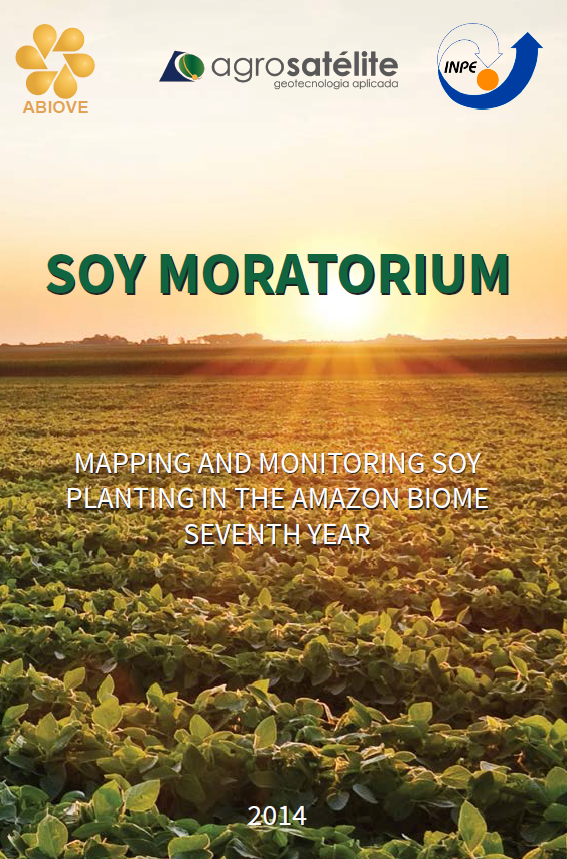 ABIOVE
agrosatélite
geotecnologia aplicada
INPE
SOY MORATORIUM
MAPPING AND MONITORING SOY
PLANTING IN THE AMAZON BIOME
SEVENTH YEAR
2014